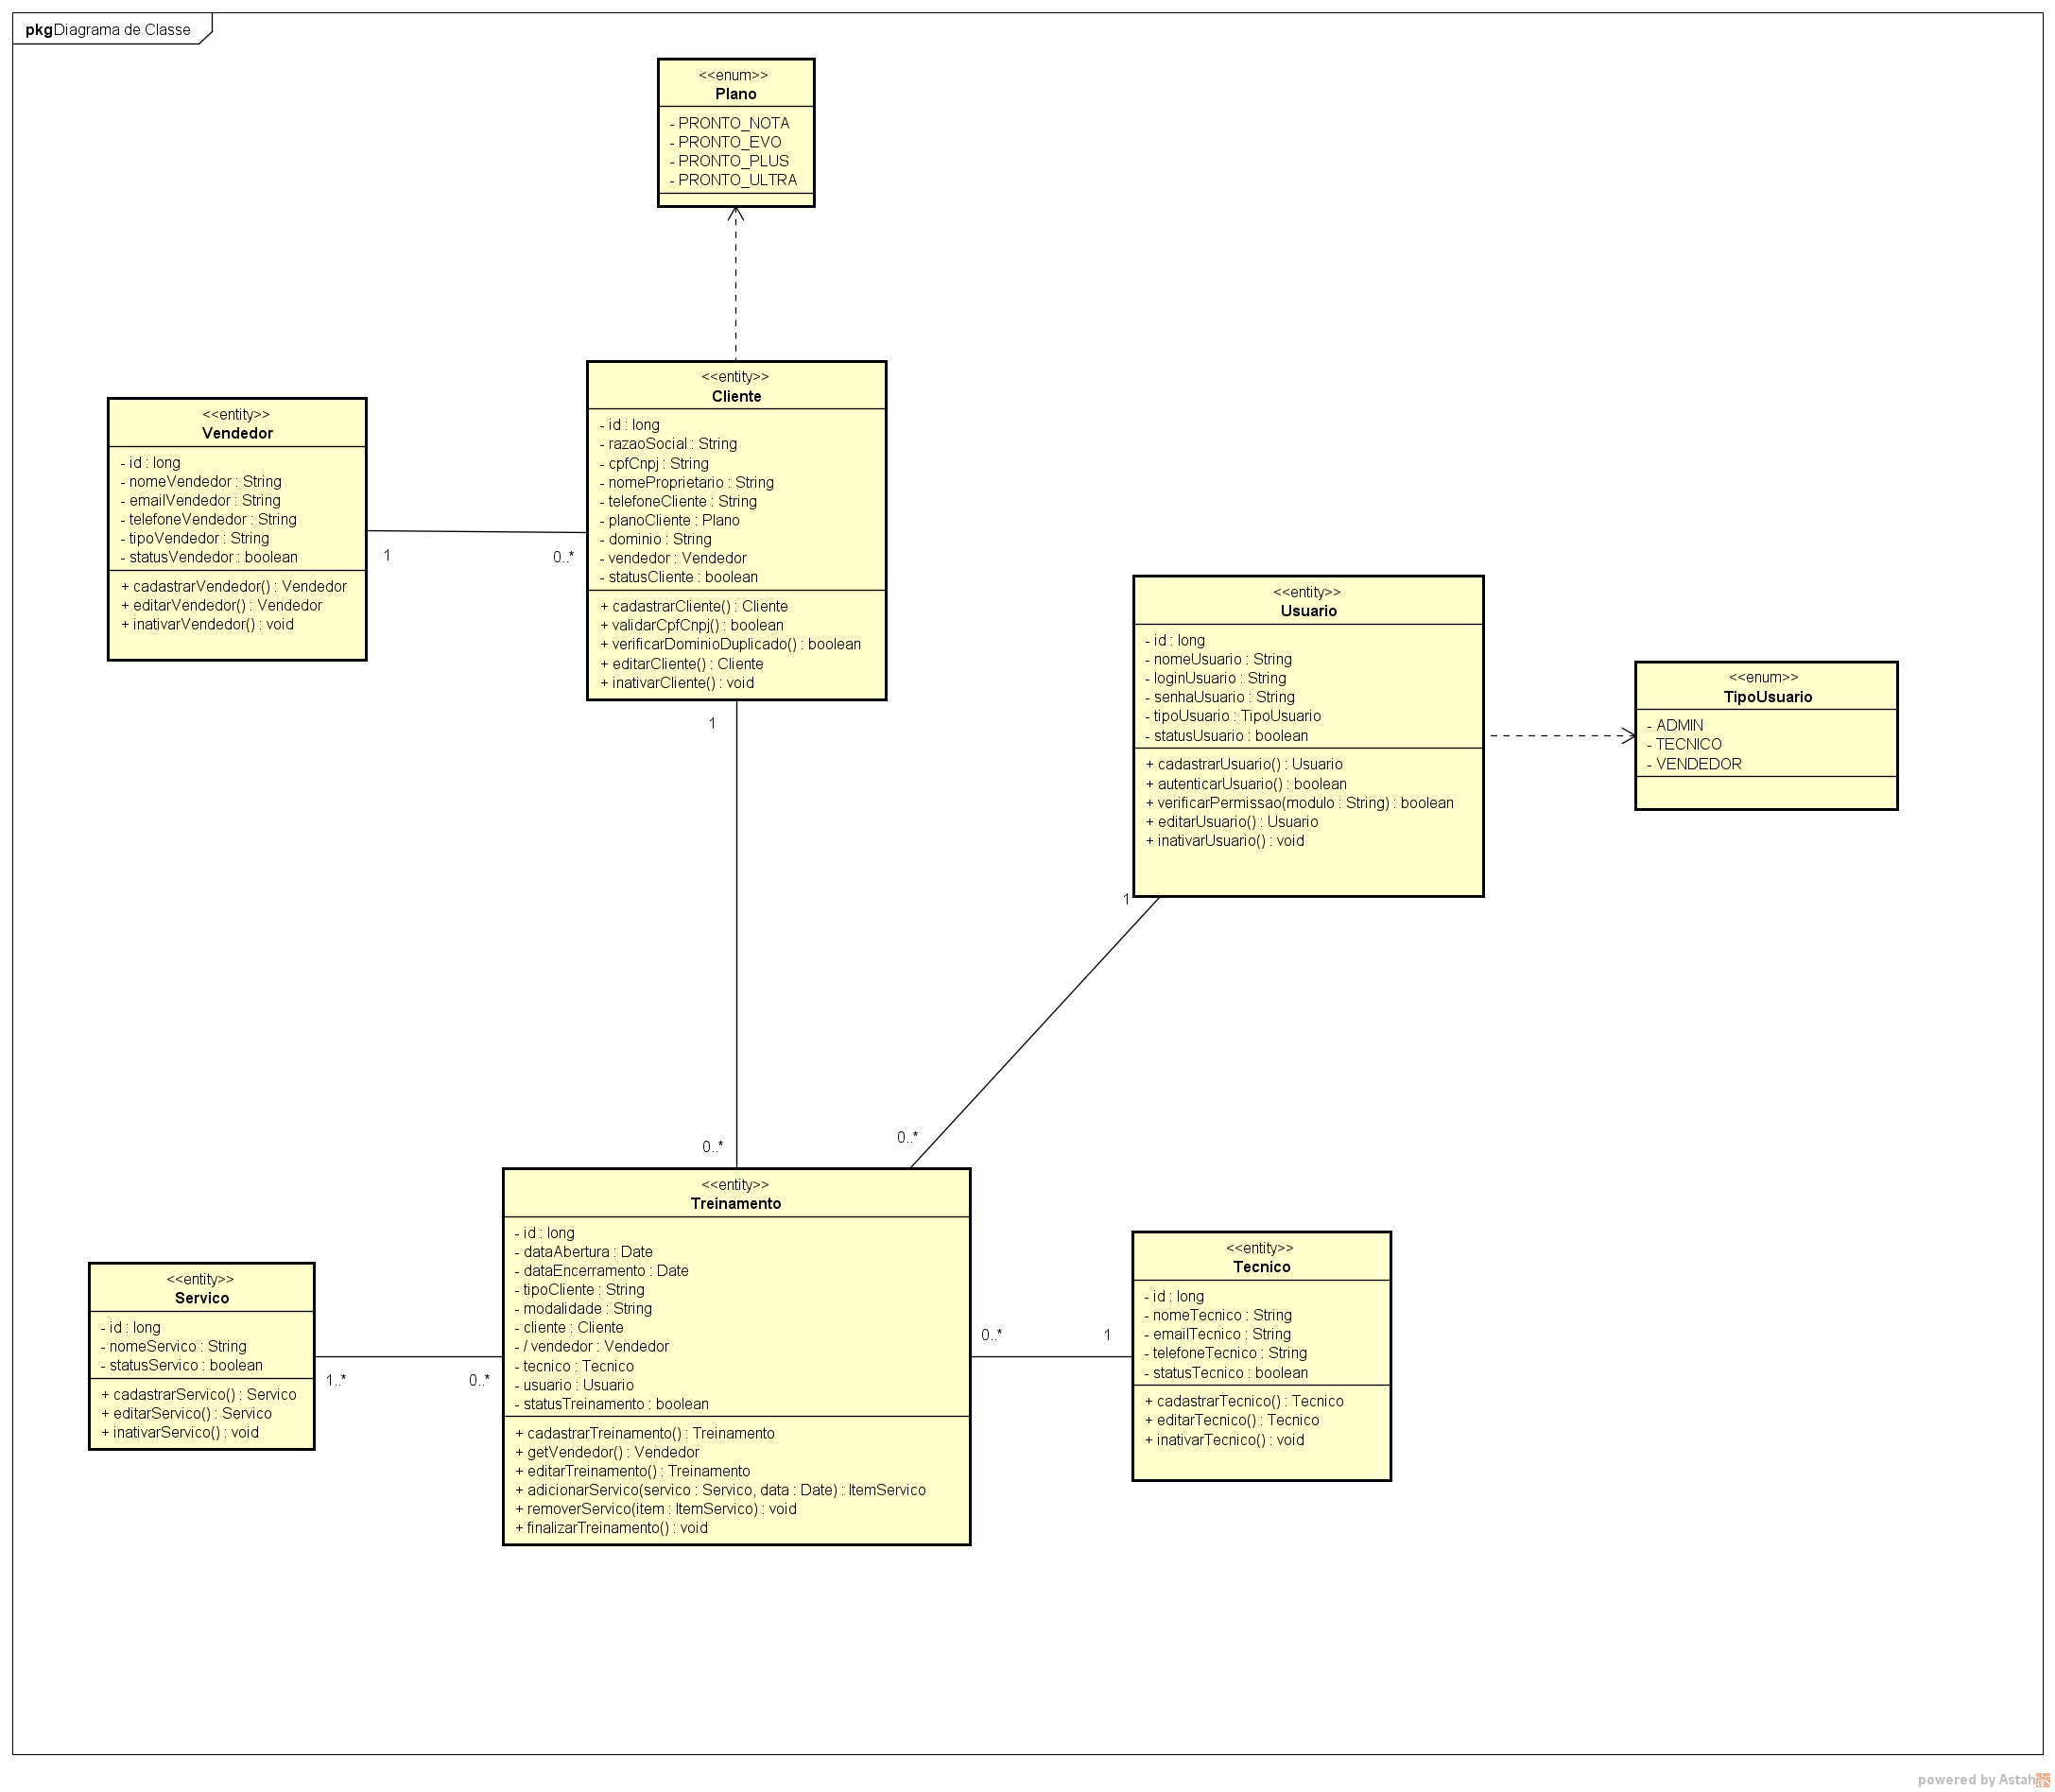 pkg Diagrama de Classe
<<enum>>
Plano
- PRONTO_NOTA
- PRONTO_EVO
- PRONTO_PLUS
- PRONTO_ULTRA
<<entity>>
Vendedor
- id : long
- nomeVendedor : String
- emailVendedor : String
- telefoneVendedor : String
- tipoVendedor : String
- statusVendedor : boolean
+ cadastrarVendedor() : Vendedor
+ editarVendedor() : Vendedor
+ inativarVendedor() : void
1
0..*
<<entity>>
Cliente
- id : long
- razaoSocial : String
- cpfCnpj : String
- nomeProprietario : String
- telefoneCliente : String
- planoCliente : Plano
- dominio : String
- vendedor : Vendedor
- statusCliente : boolean
+ cadastrarCliente() : Cliente
+ validarCpfCnpj() : boolean
+ verificarDominioDuplicado() : boolean
+ editarCliente() : Cliente
+ inativarCliente() : void
1
0..*
<<entity>>
Usuario
- id : long
- nomeUsuario : String
- loginUsuario : String
- senhaUsuario : String
- tipoUsuario : TipoUsuario
- statusUsuario : boolean
+ cadastrarUsuario() : Usuario
+ autenticarUsuario() : boolean
+ verificarPermissao(modulo : String) : boolean
+ editarUsuario() : Usuario
+ inativarUsuario() : void
1
0..*
<<enum>>
TipoUsuario
- ADMIN
- TECNICO
- VENDEDOR
<<entity>>
Servico
- id : long
- nomeServico : String
- statusServico : boolean
+ cadastrarServico() : Servico
+ editarServico() : Servico
+ inativarServico() : void
1..*
0..*
<<entity>>
Treinamento
- id : long
- dataAbertura : Date
- dataEncerramento : Date
- tipoCliente : String
- modalidade : String
- cliente : Cliente
- / vendedor : Vendedor
- tecnico : Tecnico
- usuario : Usuario
- statusTreinamento : boolean
+ cadastrarTreinamento() : Treinamento
+ getVendedor() : Vendedor
+ editarTreinamento() : Treinamento
+ adicionarServico(servico : Servico, data : Date) : ItemServico
+ removerServico(item : ItemServico) : void
+ finalizarTreinamento() : void
0..*
1
<<entity>>
Tecnico
- id : long
- nomeTecnico : String
- emailTecnico : String
- telefoneTecnico : String
- statusTecnico : boolean
+ cadastrarTecnico() : Tecnico
+ editarTecnico() : Tecnico
+ inativarTecnico() : void
powered by Astah